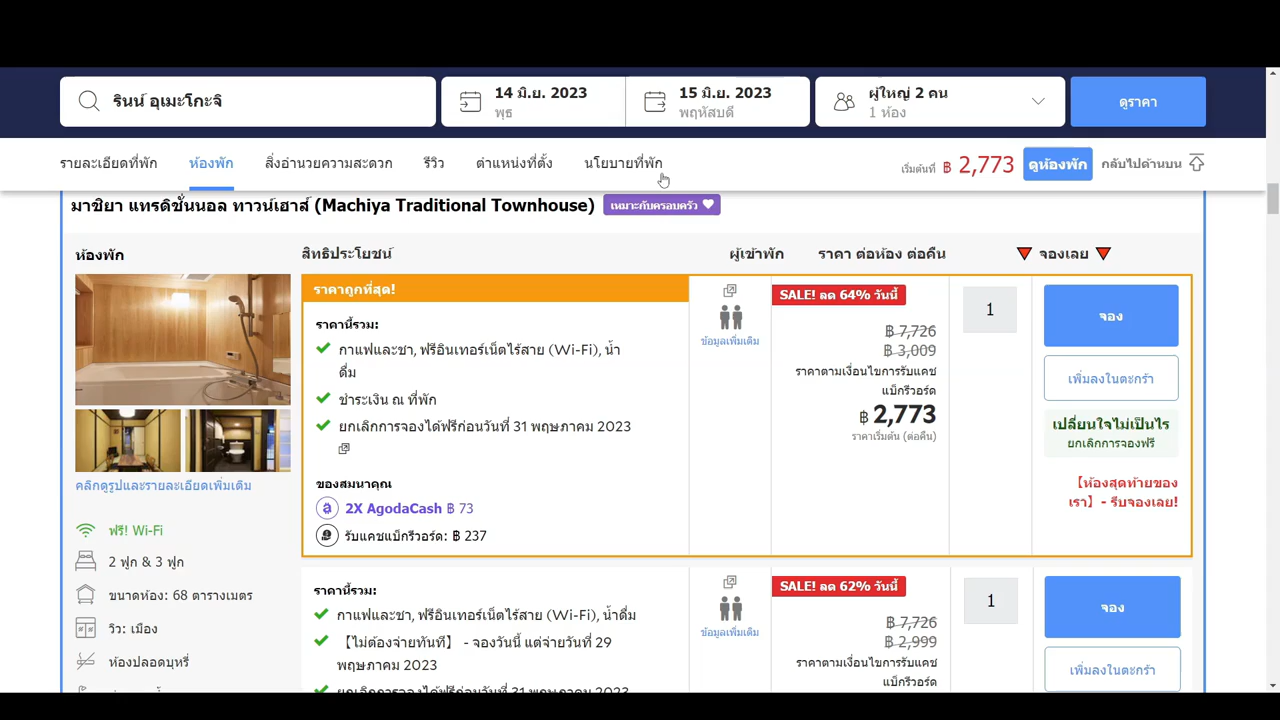 รินน์ อุเมะโกะจิ
14 มิ.ย. 2023
พุธ
15 มิ.ย. 2023
พฤหัสบดี
ผู้ใหญ่ 2 คน
1 ห้อง
ดูราคา
รายละเอียดที่พัก
ห้องพัก
สิ่งอำนวยความสะดวก
รีวิว
ตำแหน่งที่ตั้ง
นโยบายที่พัก
เริ่มต้นที่ ฿ 2,773
ดูห้องพัก
กลับไปด้านบน
มาชิยา แทรดิชั่นนอล ทาวน์เฮาส์ (Machiya Traditional Townhouse)
เหมาะกับครอบครัว
ห้องพัก
สิทธิประโยชน์
ผู้เข้าพัก
ราคา ต่อห้อง ต่อคืน
จองเลย
คลิกดูรูปและรายละเอียดเพิ่มเติม
ฟรี! Wi-Fi
2 ฟูก & 3 ฟูก
ขนาดห้อง: 68 ตารางเมตร
วิว: เมือง
ห้องปลอดบุหรี่
ราคาถูกที่สุด!
ราคานี้รวม:
กาแฟและชา, ฟรีอินเทอร์เน็ตไร้สาย (Wi-Fi), น้ำ
ดื่ม
ชำระเงิน ณ ที่พัก
ยกเลิกการจองได้ฟรีก่อนวันที่ 31 พฤษภาคม 2023
ของสมนาคุณ
2X AgodaCash ฿ 73
รับแคชแบ็กรีวอร์ด: ฿ 237
ข้อมูลเพิ่มเติม
SALE! ลด 64% วันนี้
฿ 7,726
฿ 3,009
ราคาตามเงื่อนไขการรับแคช
แบ็กรีวอร์ด
฿ 2,773
ราคาเริ่มต้น (ต่อคืน)
1
จอง
เพิ่มลงในตะกร้า
เปลี่ยนใจไม่เป็นไร
ยกเลิกการจองฟรี
【ห้องสุดท้ายของ
เรา】- รีบจองเลย!
ราคานี้รวม:
กาแฟและชา, ฟรีอินเทอร์เน็ตไร้สาย (Wi-Fi), น้ำดื่ม
【ไม่ต้องจ่ายทันที】 - จองวันนี้ แต่จ่ายวันที่ 29
พฤษภาคม 2023
ยกเลิกการจองได้ฟรีก่อนวันที่ 31 พฤษภาคม 2023
ข้อมูลเพิ่มเติม
SALE! ลด 62% วันนี้
฿ 7,726
฿ 2,999
ราคาตามเงื่อนไขการรับแคช
แบ็กรีวอร์ด
1
จอง
เพิ่มลงในตะกร้า